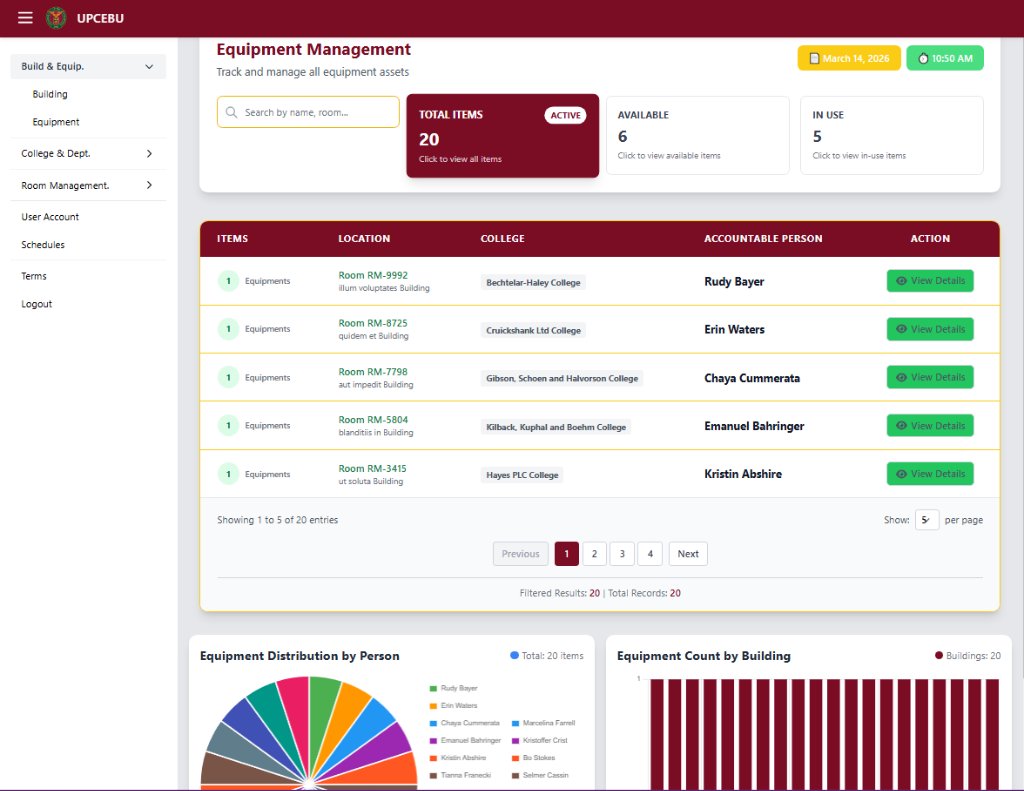 UPCEBU
Build & Equip.
Building
Equipment
College & Dept.
Room Management.
User Account
Schedules
Terms
Logout
Equipment Management
Track and manage all equipment assets
March 14, 2026
10:50 AM
Search by name, room...
TOTAL ITEMS
ACTIVE
20
Click to view all items
AVAILABLE
6
Click to view available items
IN USE
5
Click to view in-use items
ITEMS LOCATION COLLEGE ACCOUNTABLE PERSON ACTION
1 Equipments Room RM-9992 Bechtelar-Haley College Rudy Bayer View Details
illum voluptates Building
1 Equipments Room RM-8725 Cruickshank Ltd College Erin Waters View Details
quidem et Building
1 Equipments Room RM-7798 Gibson, Schoen and Halvorson College Chaya Cummerata View Details
aut impedit Building
1 Equipments Room RM-5804 Kilback, Kuphal and Boehm College Emanuel Bahringer View Details
blanditiis in Building
1 Equipments Room RM-3415 Hayes PLC College Kristin Abshire View Details
ut soluta Building
Showing 1 to 5 of 20 entries
Show: 5 per page
Previous 1 2 3 4 Next
Filtered Results: 20 | Total Records: 20
Equipment Distribution by Person
Total: 20 items
Rudy Bayer
Erin Waters
Chaya Cummerata Marcelina Farrell
Emanuel Bahringer Kristoffer Crist
Kristin Abshire Bo Stokes
Tianna Franecki Selmer Cassin
Equipment Count by Building
Buildings: 20
1